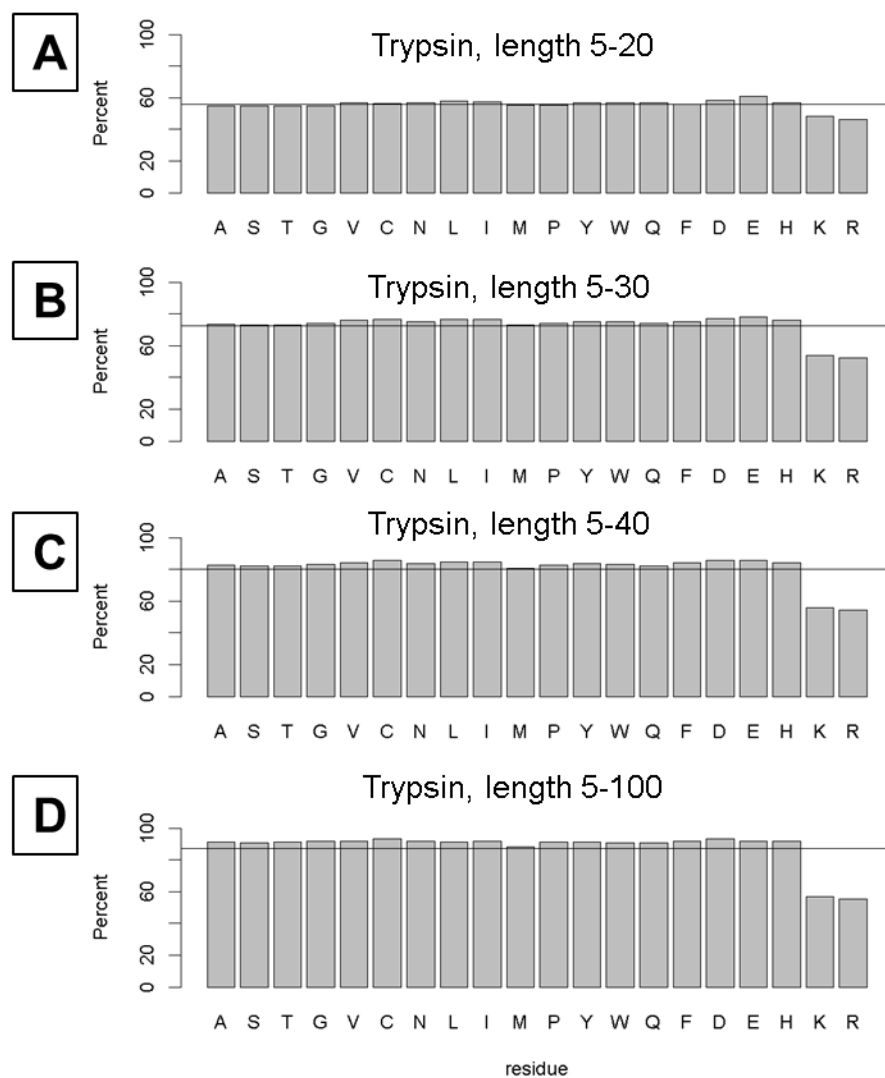 A
Trypsin, length 5-20
Percent
100
60
20
0
A S T G V C N L I M P Y W Q F D E H K R
B
Trypsin, length 5-30
Percent
100
60
20
0
A S T G V C N L I M P Y W Q F D E H K R
C
Trypsin, length 5-40
Percent
100
60
20
0
A S T G V C N L I M P Y W Q F D E H K R
D
Trypsin, length 5-100
Percent
100
60
20
0
A S T G V C N L I M P Y W Q F D E H K R
residue